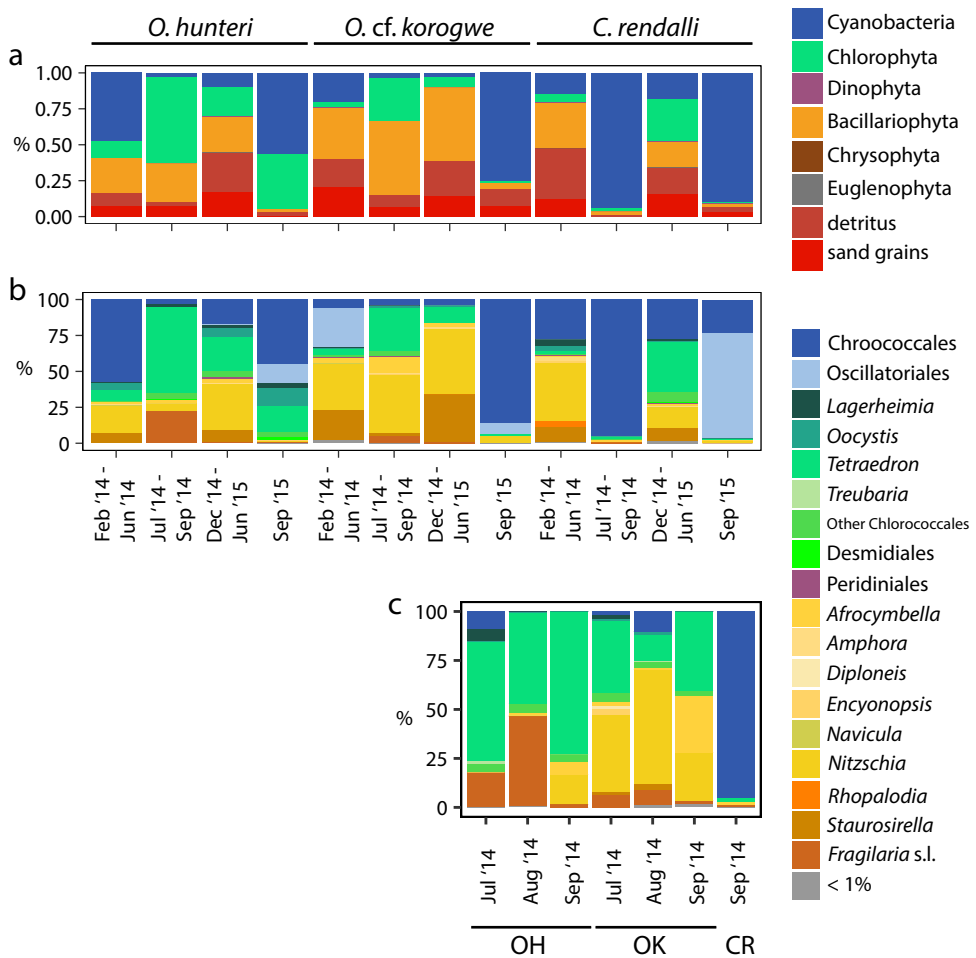 O. hunteri
O. cf. korogwe
C. rendalli
a
1.00
0.75
%
0.50
0.25
0.00
Cyanobacteria
Chlorophyta
Dinophyta
Bacillariophyta
Chrysophyta
Euglenophyta
detritus
sand grains
b
100
75
%
50
25
0
Feb '14 -
Jun '14
Jul '14 -
Sep '14
Dec '14 -
Jun '15
Sep '15
Feb '14 -
Jun '14
Jul '14 -
Sep '14
Dec '14 -
Jun '15
Sep '15
Feb '14 -
Jun '14
Jul '14 -
Sep '14
Dec '14 -
Jun '15
Sep '15
Chroococcales
Oscillatoriales
Lagerheimia
Oocystis
Tetraedron
Treubaria
Other Chlorococcales
Desmidiales
Peridiniales
Afrocymbella
Amphora
Diploneis
Encyonopsis
Navicula
Nitzschia
Rhopalodia
Staurosirella
Fragilaria s.l.
< 1%
c
100
75
%
50
25
0
Jul '14
Aug '14
Sep '14
Jul '14
Aug '14
Sep '14
Sep '14
OH
OK
CR